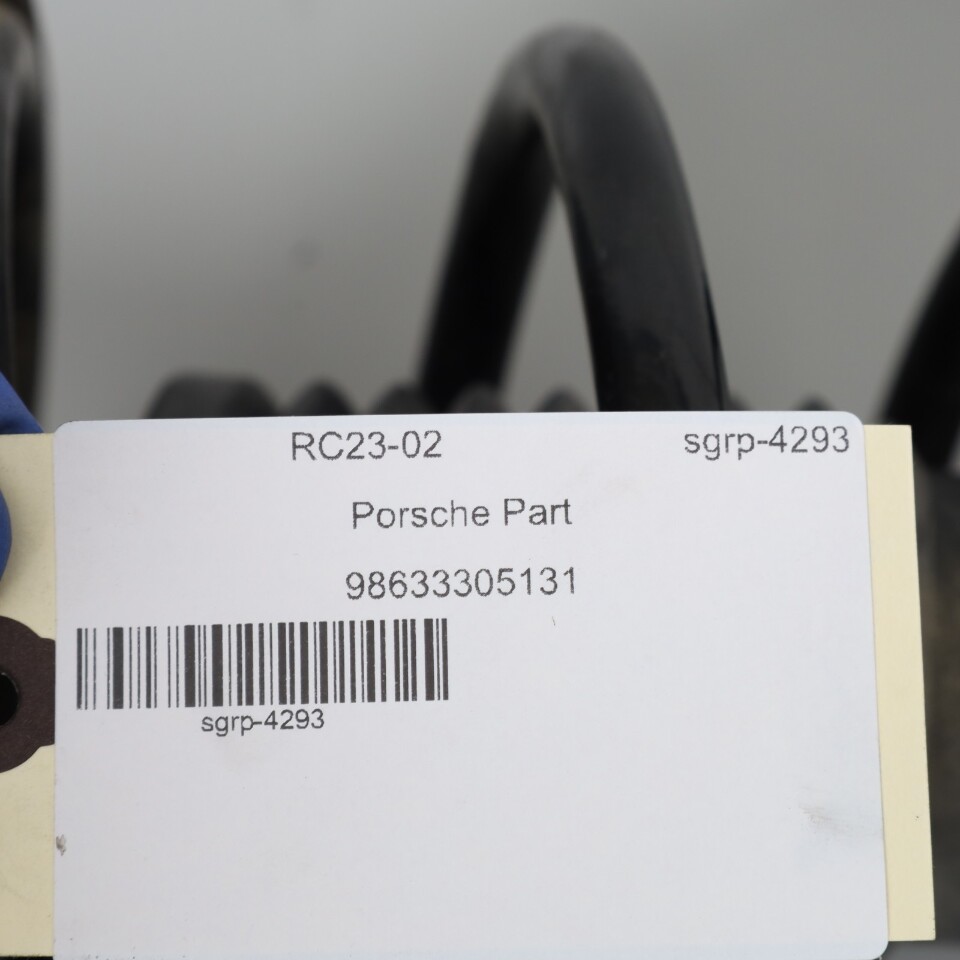 RC23-02 sgrp-4293
Porsche Part
98633305131
sgrp-4293